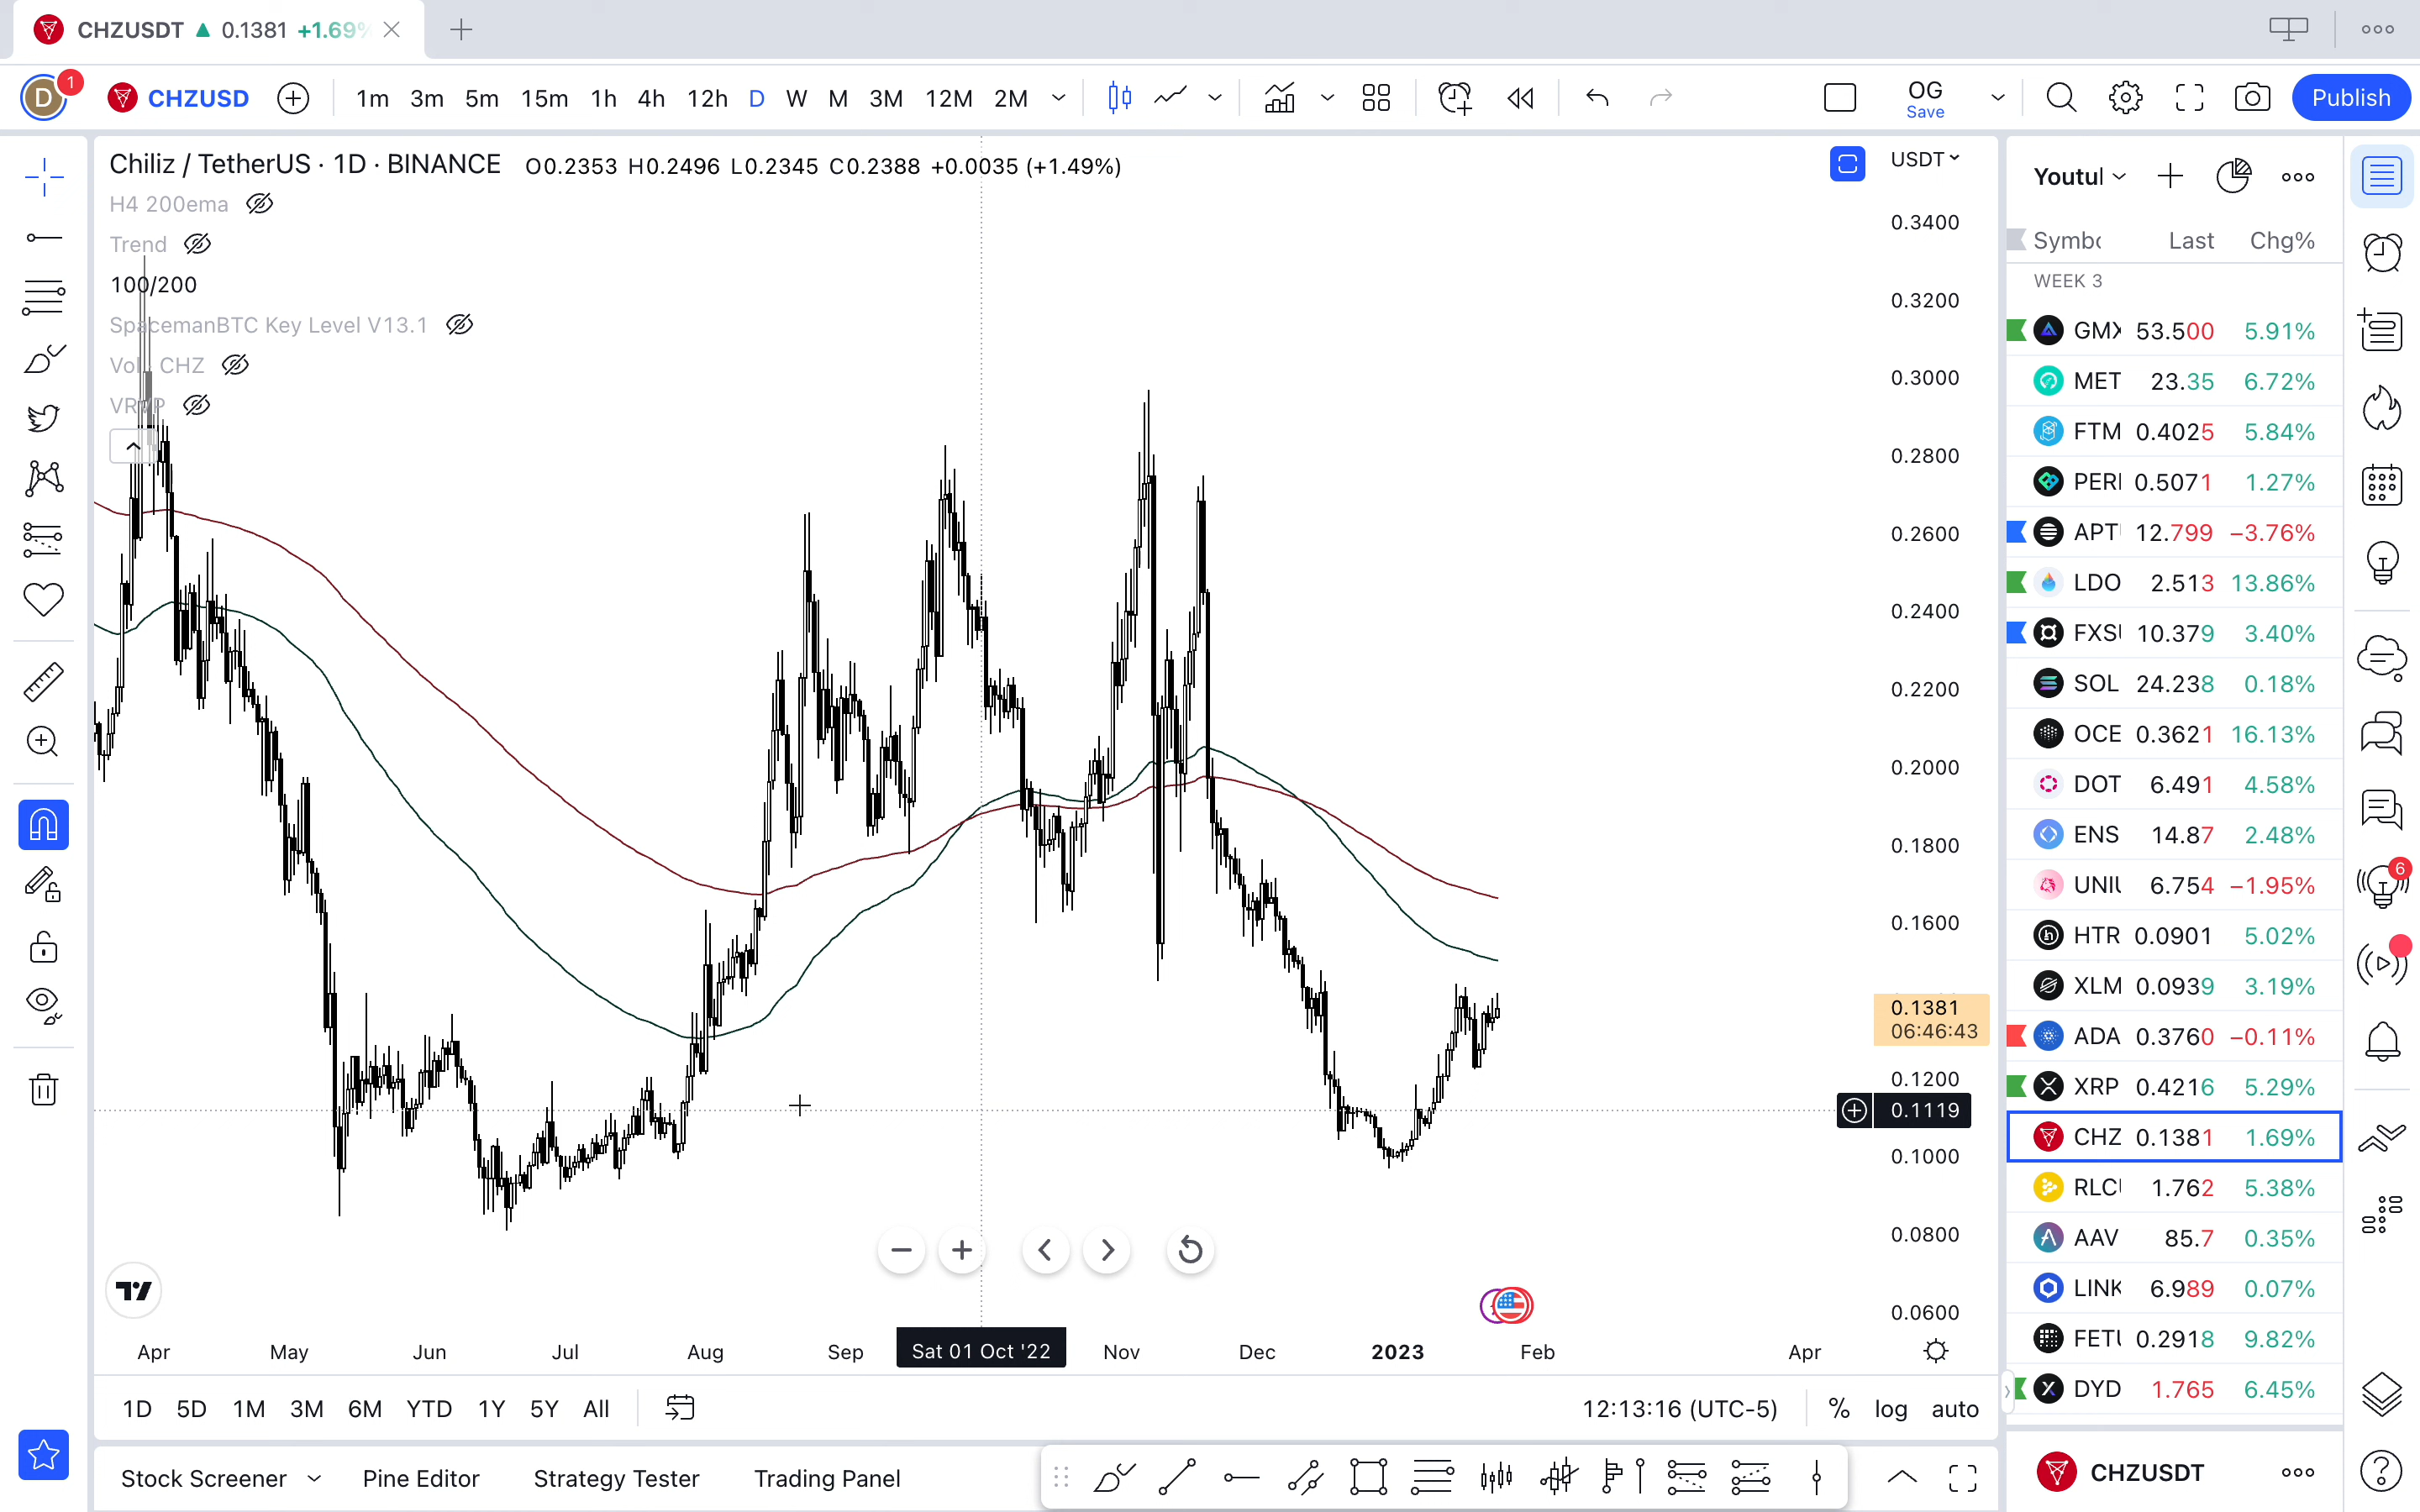 CHZUSDT ▲ 0.1381 +1.69%
D 1 CHZUSD 1m 3m 5m 15m 1h 4h 12h D W M 3M 12M 2M OG Save Publish
Chiliz / TetherUS · 1D · BINANCE O0.2353 H0.2496 L0.2345 C0.2388 +0.0035 (+1.49%)
H4 200ema
Trend
100/200
SpacemanBTC Key Level V13.1
Vol · CHZ
VRVP
USDT
0.3400
0.3200
0.3000
0.2800
0.2600
0.2400
0.2200
0.2000
0.1800
0.1600
0.1381
06:46:43
0.1200
0.1119
0.1000
0.0800
0.0600
Apr May Jun Jul Aug Sep Sat 01 Oct '22 Nov Dec 2023 Feb Apr
1D 5D 1M 3M 6M YTD 1Y 5Y All 12:13:16 (UTC-5) % log auto
Stock Screener Pine Editor Strategy Tester Trading Panel
Youtul
Symbo Last Chg%
WEEK 3
GMX 53.500 5.91%
MET 23.35 6.72%
FTM 0.4025 5.84%
PERI 0.5071 1.27%
APTU 12.799 −3.76%
LDO 2.513 13.86%
FXSU 10.379 3.40%
SOL 24.238 0.18%
OCE 0.3621 16.13%
DOT 6.491 4.58%
ENS 14.87 2.48%
UNIU 6.754 −1.95%
HTR 0.0901 5.02%
XLM 0.0939 3.19%
ADA 0.3760 −0.11%
XRP 0.4216 5.29%
CHZ 0.1381 1.69%
RLCU 1.762 5.38%
AAV 85.7 0.35%
LINK 6.989 0.07%
FETU 0.2918 9.82%
DYD 1.765 6.45%
CHZUSDT
6